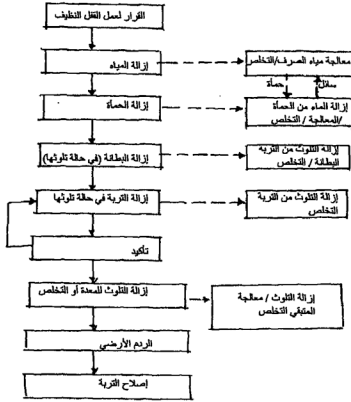 القرار لعمل القفل النظيف
إزالة المياه
معالجة مياه الصرف/التخلص
حمأة
سائل
إزالة الحمأة
إزالة الماء من الحمأة
/المعالجة / التخلص
إزالة البطانة (في حالة تلوثها)
إزالة التلوث من التربة
البطانة / التخلص
إزالة التربة في حالة تلوثها
إزالة التلوث من التربة
التخلص
تأكيد
إزالة التلوث للمعدة أو التخلص
إزالة التلوث / معالجة
المتبقي التخلص
الردم الأرضي
إصلاح التربة